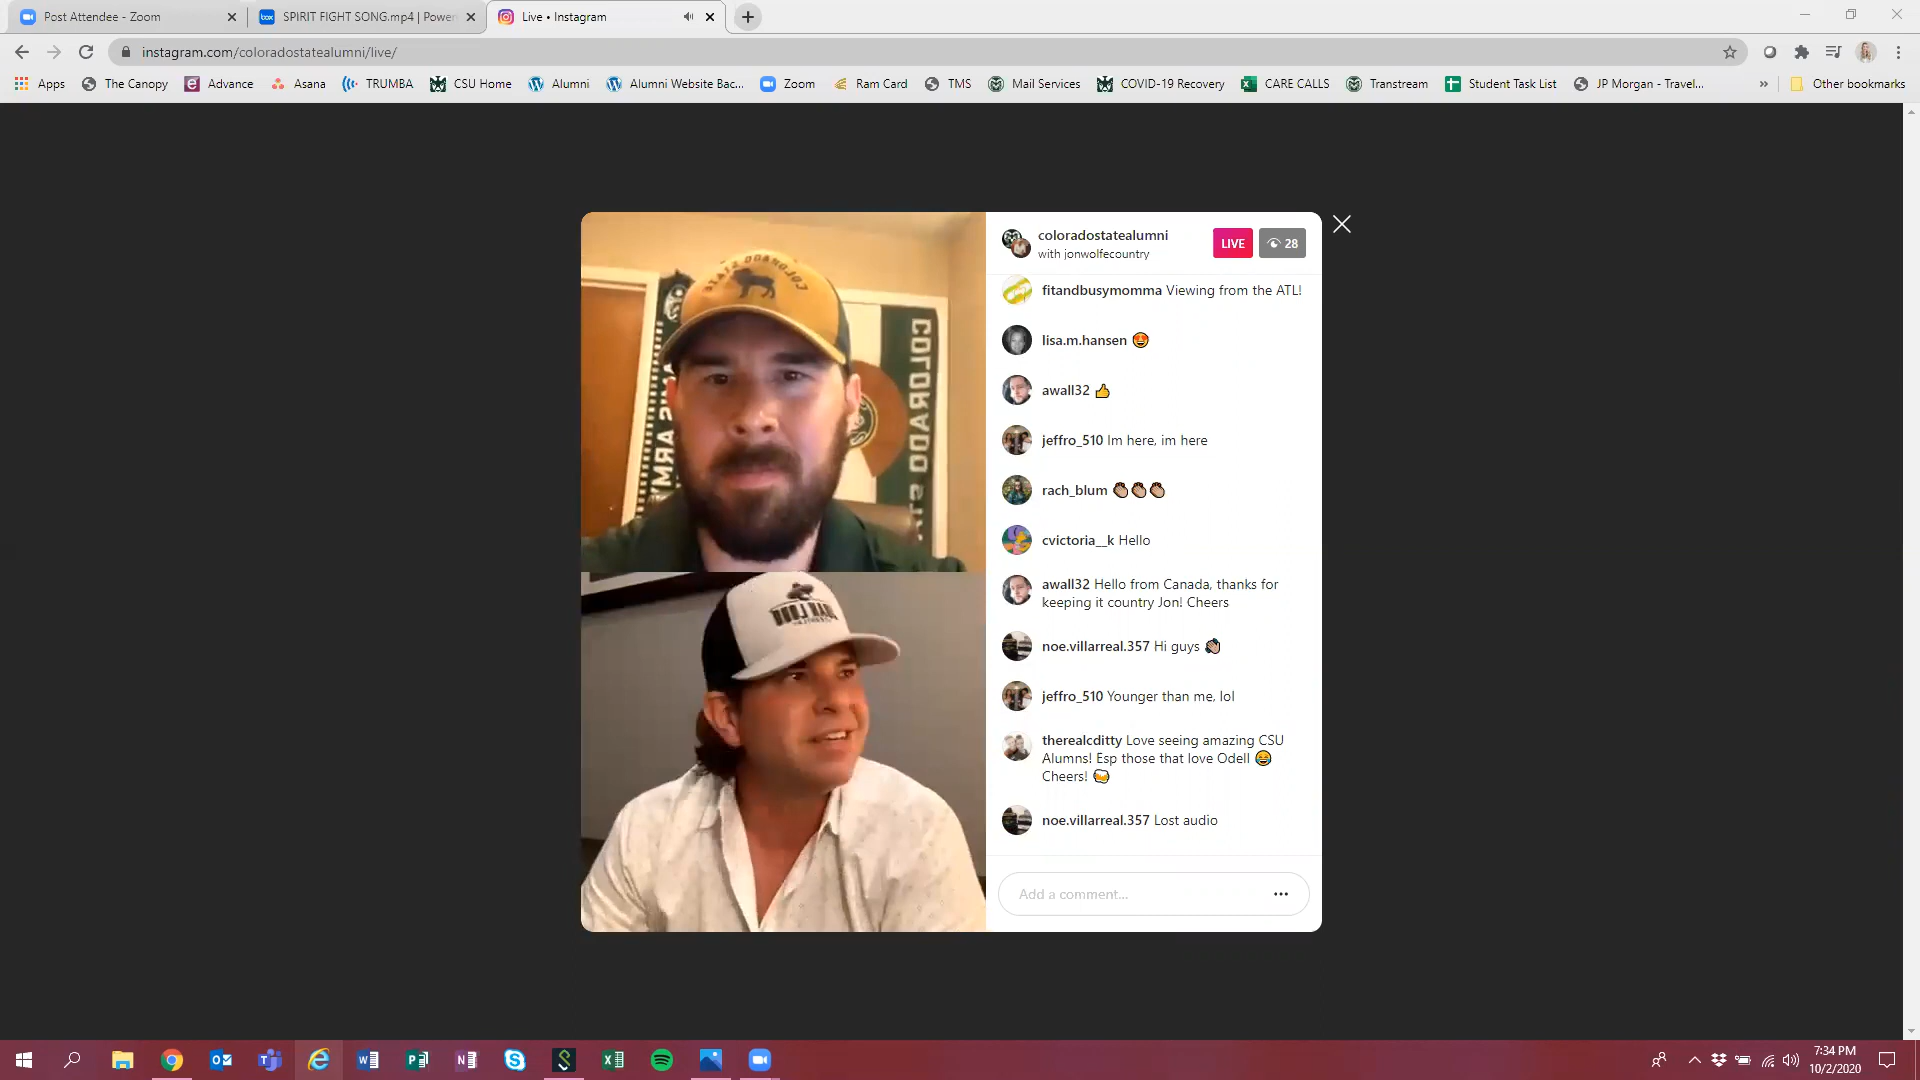 Post Attendee - Zoom
SPIRIT FIGHT SONG.mp4 | Power
Live • Instagram
instagram.com/coloradostatealumni/live/
Apps
The Canopy
Advance
Asana
TRUMBA
CSU Home
Alumni
Alumni Website Bac...
Zoom
Ram Card
TMS
Mail Services
COVID-19 Recovery
CARE CALLS
Transtream
Student Task List
JP Morgan - Travel...
»
Other bookmarks
COLORADO STATE
COLORADO STA
ARMY
coloradostatealumni
with jonwolfecountry
LIVE
28
fitandbusymomma Viewing from the ATL!
lisa.m.hansen 🤩
awall32 👍
jeffro_510 Im here, im here
rach_blum 👏🏼👏🏼👏🏼
cvictoria__k Hello
awall32 Hello from Canada, thanks for
keeping it country Jon! Cheers
noe.villarreal.357 Hi guys 👋🏼
jeffro_510 Younger than me, lol
therealcditty Love seeing amazing CSU
Alumns! Esp those that love Odell 😂
Cheers! 🍻
noe.villarreal.357 Lost audio
Add a comment...
7:34 PM
10/2/2020